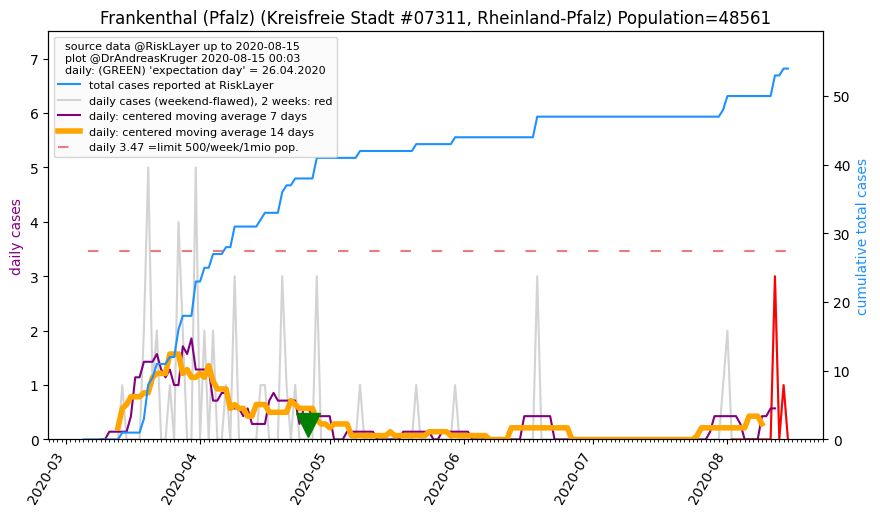 Frankenthal (Pfalz) (Kreisfreie Stadt #07311, Rheinland-Pfalz) Population=48561
source data @RiskLayer up to 2020-08-15
plot @DrAndreasKruger 2020-08-15 00:03
daily: (GREEN) 'expectation day' = 26.04.2020
total cases reported at RiskLayer
daily cases (weekend-flawed), 2 weeks: red
daily: centered moving average 7 days
daily: centered moving average 14 days
daily 3.47 =limit 500/week/1mio pop.
daily cases
7
6
5
4
3
2
1
0
cumulative total cases
50
40
30
20
10
0
2020-03
2020-04
2020-05
2020-06
2020-07
2020-08